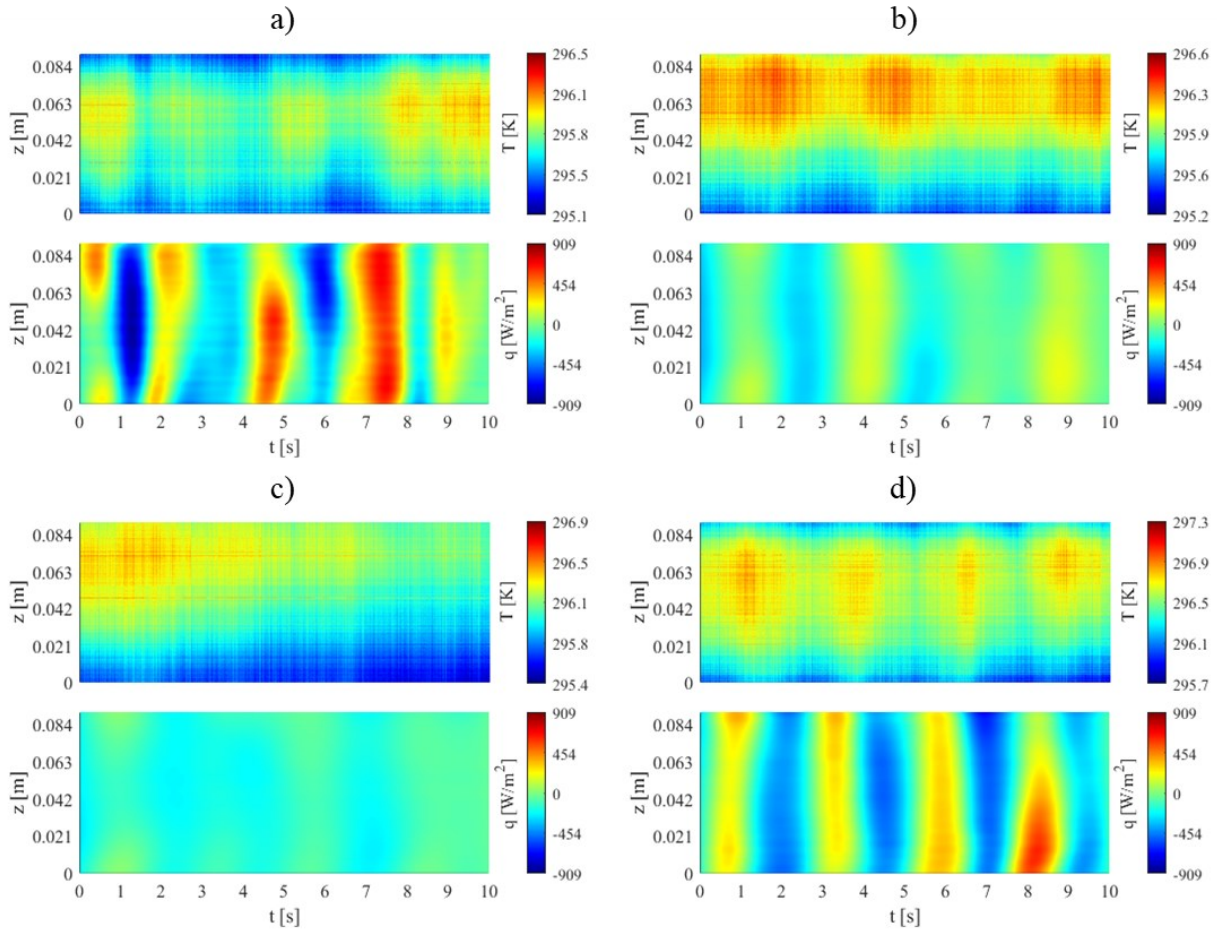 a)
b)
0.084
0.063
0.042
0.021
0
z [m]
296.5
296.1
295.8
295.5
295.1
T [K]
0.084
0.063
0.042
0.021
0
z [m]
296.6
296.3
295.9
295.6
295.2
T [K]
0.084
0.063
0.042
0.021
0
z [m]
0 1 2 3 4 5 6 7 8 9 10
t [s]
909
454
0
-454
-909
q [W/m²]
0.084
0.063
0.042
0.021
0
z [m]
0 1 2 3 4 5 6 7 8 9 10
t [s]
909
454
0
-454
-909
q [W/m²]
c)
d)
0.084
0.063
0.042
0.021
0
z [m]
296.9
296.5
296.1
295.8
295.4
T [K]
0.084
0.063
0.042
0.021
0
z [m]
297.3
296.9
296.5
296.1
295.7
T [K]
0.084
0.063
0.042
0.021
0
z [m]
0 1 2 3 4 5 6 7 8 9 10
t [s]
909
454
0
-454
-909
q [W/m²]
0.084
0.063
0.042
0.021
0
z [m]
0 1 2 3 4 5 6 7 8 9 10
t [s]
909
454
0
-454
-909
q [W/m²]